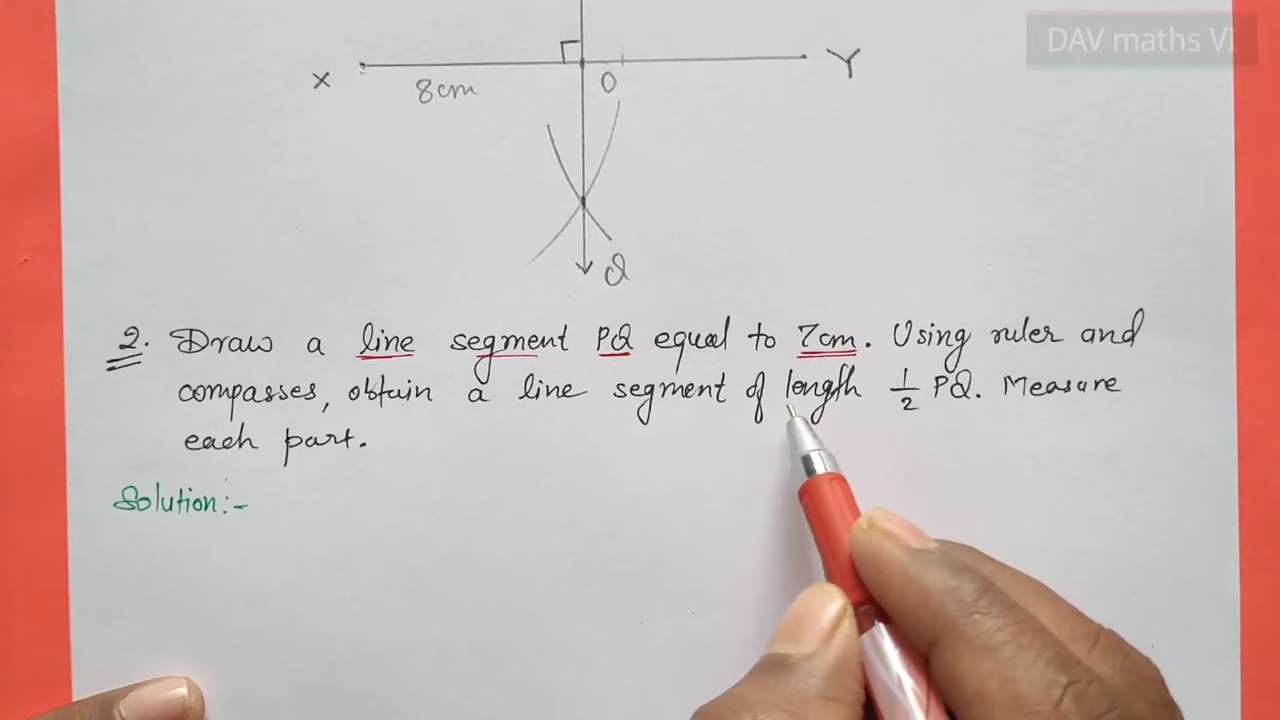 DAV maths VI
X
Y
8cm
O
Q
2. Draw a line segment PQ equal to 7cm. Using ruler and
compasses, obtain a line segment of length 1/2 PQ. Measure
each part.
Solution:-